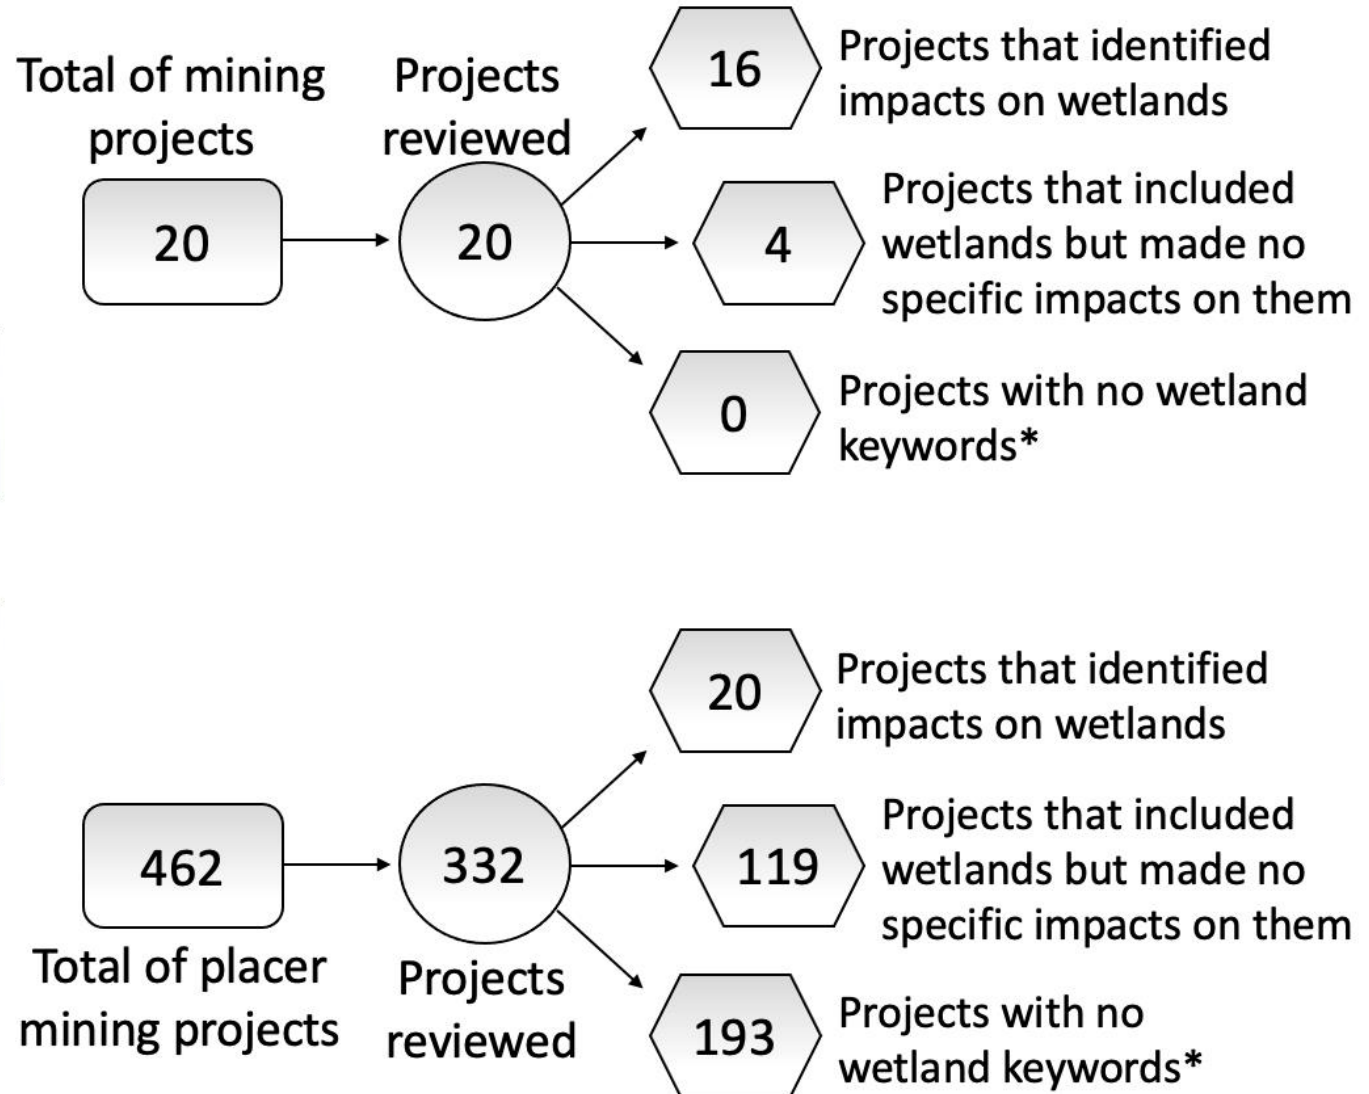 Total of mining
projects
20
Projects
reviewed
20
16
Projects that identified
impacts on wetlands
4
Projects that included
wetlands but made no
specific impacts on them
0
Projects with no wetland
keywords*
462
Total of placer
mining projects
332
Projects
reviewed
20
Projects that identified
impacts on wetlands
119
Projects that included
wetlands but made no
specific impacts on them
193
Projects with no
wetland keywords*